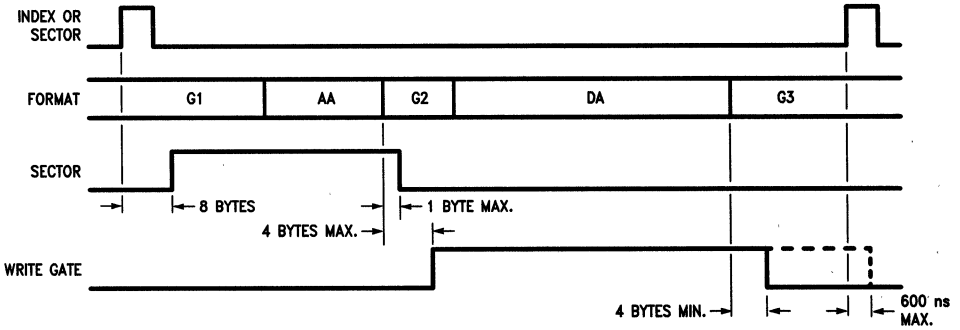 INDEX OR
SECTOR
FORMAT
G1 AA G2 DA G3
SECTOR
8 BYTES 1 BYTE MAX.
4 BYTES MAX.
WRITE GATE
4 BYTES MIN.
600 ns
MAX.